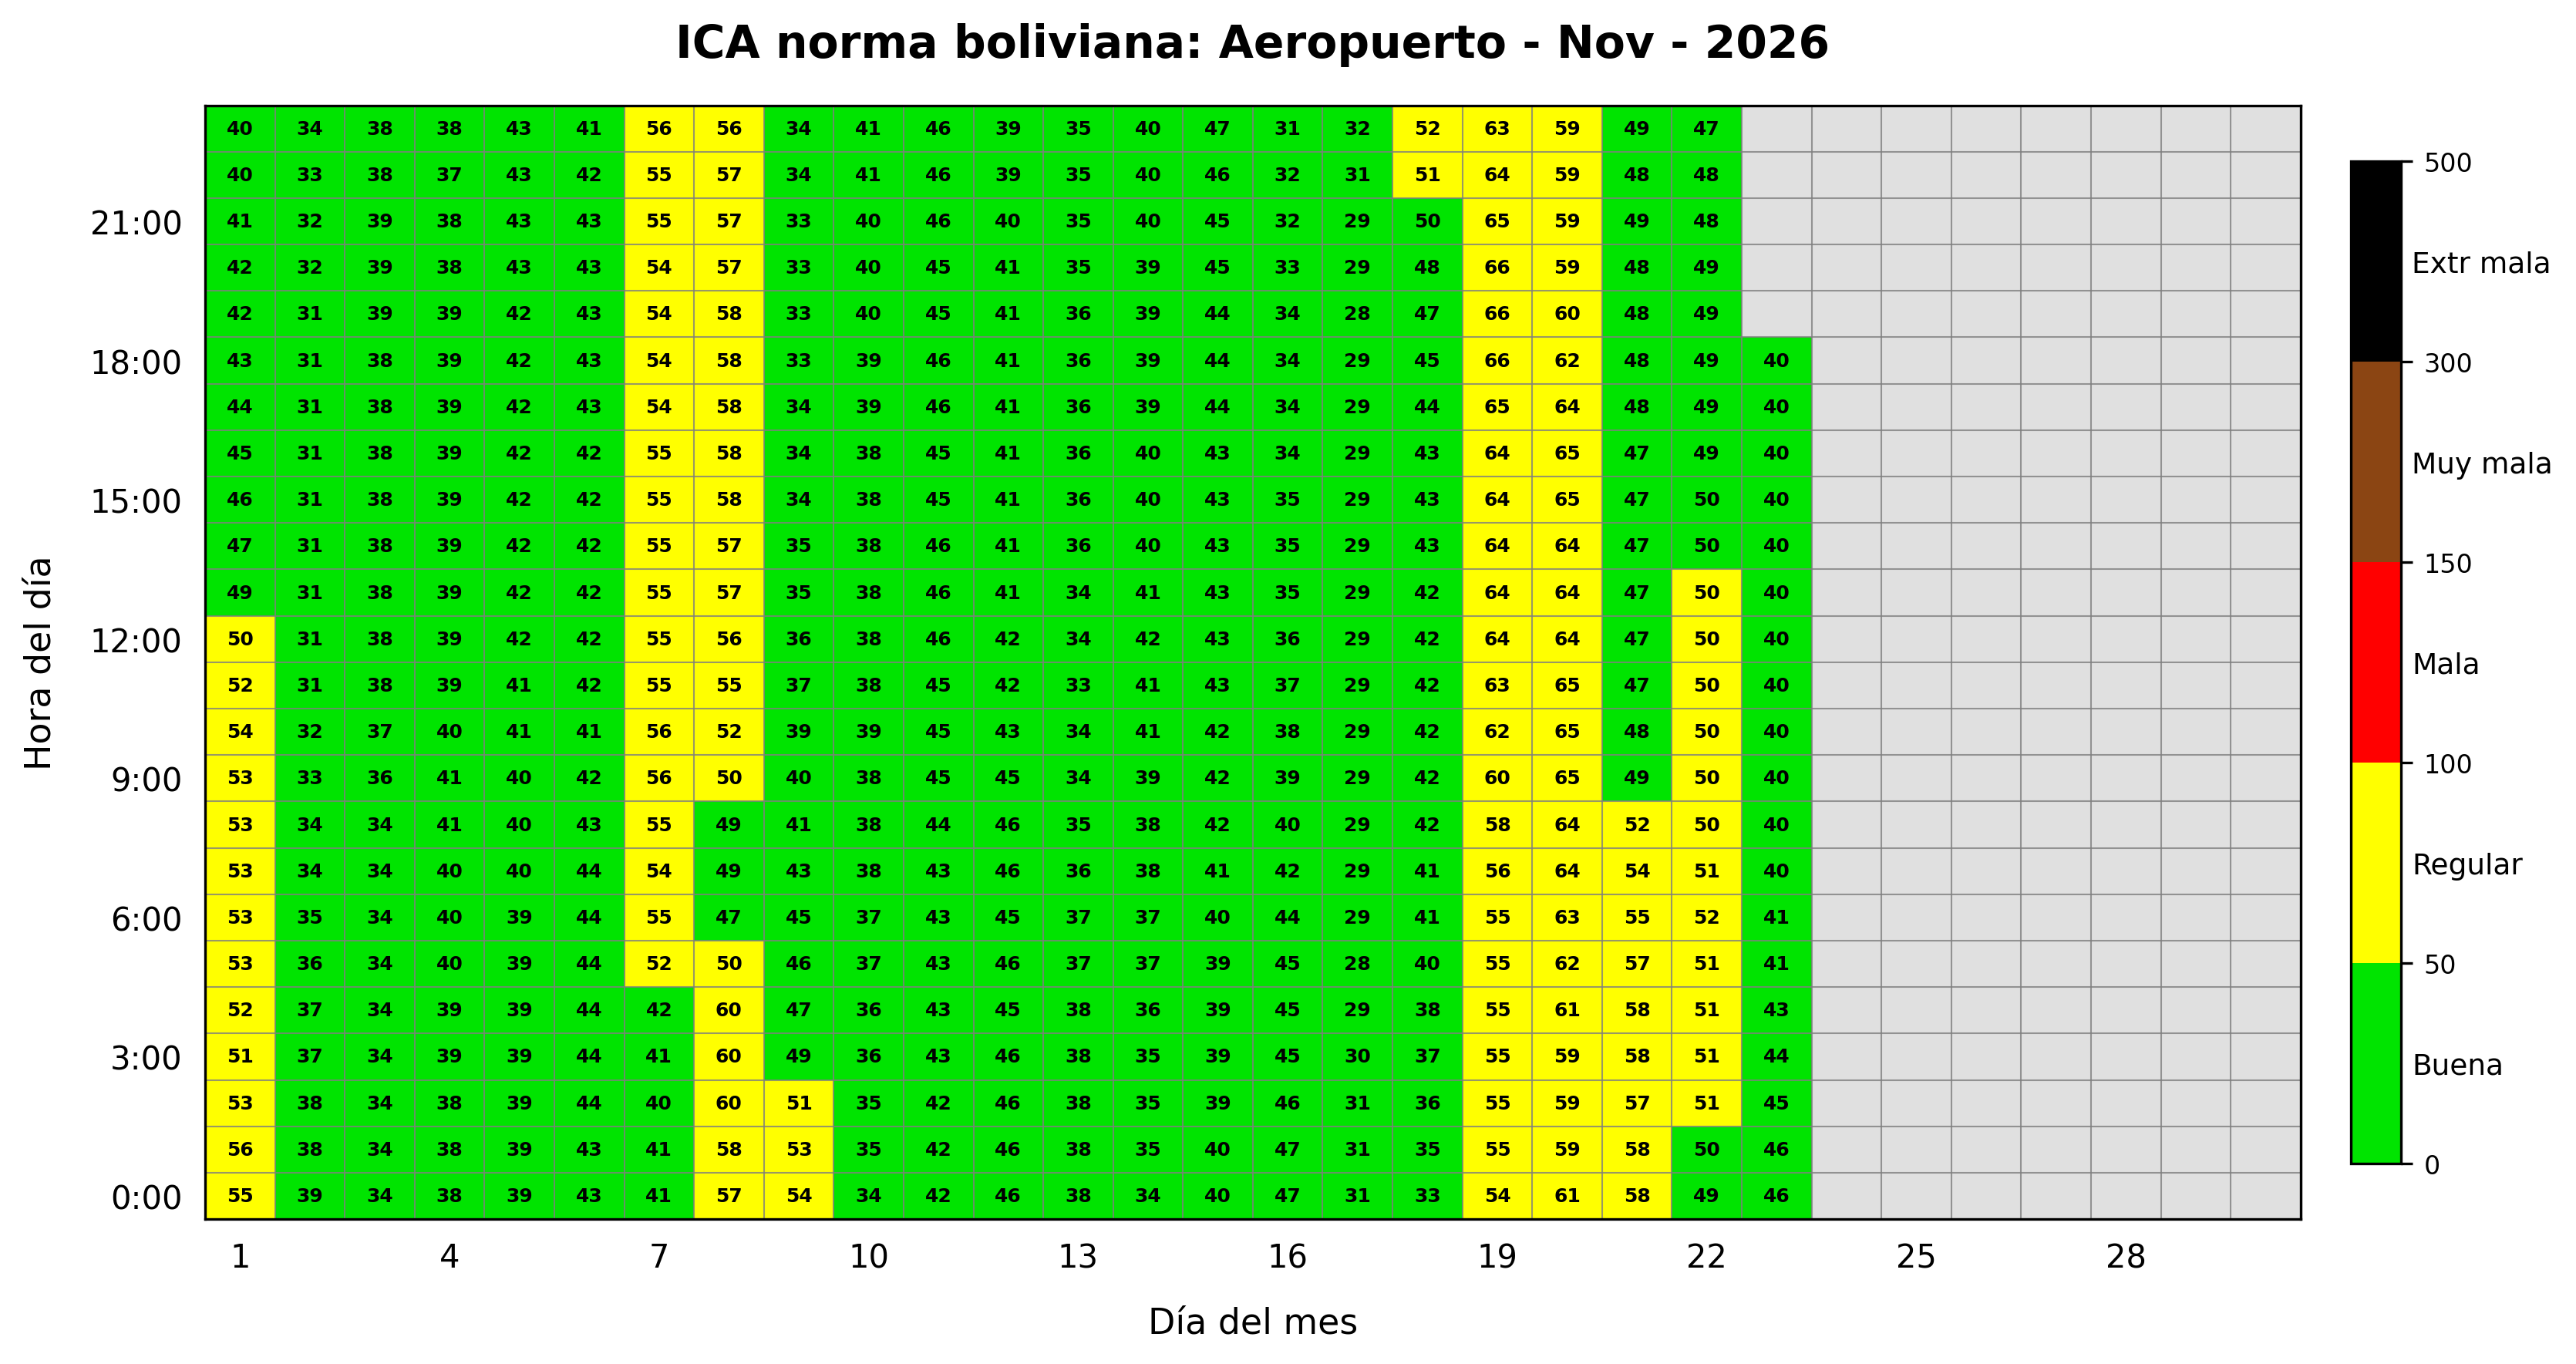 ICA norma boliviana: Aeropuerto - Nov - 2026
40 34 38 38 43 41 56 56 34 41 46 39 35 40 47 31 32 52 63 59 49 47
40 33 38 37 43 42 55 57 34 41 46 39 35 40 46 32 31 51 64 59 48 48
21:00 41 32 39 38 43 43 55 57 33 40 46 40 35 40 45 32 29 50 65 59 49 48
42 32 39 38 43 43 54 57 33 40 45 41 35 39 45 33 29 48 66 59 48 49
42 31 39 39 42 43 54 58 33 40 45 41 36 39 44 34 28 47 66 60 48 49
18:00 43 31 38 39 42 43 54 58 33 39 46 41 36 39 44 34 29 45 66 62 48 49 40
44 31 38 39 42 43 54 58 34 39 46 41 36 39 44 34 29 44 65 64 48 49 40
45 31 38 39 42 42 55 58 34 38 45 41 36 40 43 34 29 43 64 65 47 49 40
15:00 46 31 38 39 42 42 55 58 34 38 45 41 36 40 43 35 29 43 64 65 47 50 40
47 31 38 39 42 42 55 57 35 38 46 41 36 40 43 35 29 43 64 64 47 50 40
49 31 38 39 42 42 55 57 35 38 46 41 34 41 43 35 29 42 64 64 47 50 40
12:00 50 31 38 39 42 42 55 56 36 38 46 42 34 42 43 36 29 42 64 64 47 50 40
52 31 38 39 41 42 55 55 37 38 45 42 33 41 43 37 29 42 63 65 47 50 40
54 32 37 40 41 41 56 52 39 39 45 43 34 41 42 38 29 42 62 65 48 50 40
9:00 53 33 36 41 40 42 56 50 40 38 45 45 34 39 42 39 29 42 60 65 49 50 40
53 34 34 41 40 43 55 49 41 38 44 46 35 38 42 40 29 42 58 64 52 50 40
53 34 34 40 40 44 54 49 43 38 43 46 36 38 41 42 29 41 56 64 54 51 40
6:00 53 35 34 40 39 44 55 47 45 37 43 45 37 37 40 44 29 41 55 63 55 52 41
53 36 34 40 39 44 52 50 46 37 43 46 37 37 39 45 28 40 55 62 57 51 41
52 37 34 39 39 44 42 60 47 36 43 45 38 36 39 45 29 38 55 61 58 51 43
3:00 51 37 34 39 39 44 41 60 49 36 43 46 38 35 39 45 30 37 55 59 58 51 44
53 38 34 38 39 44 40 60 51 35 42 46 38 35 39 46 31 36 55 59 57 51 45
56 38 34 38 39 43 41 58 53 35 42 46 38 35 40 47 31 35 55 59 58 50 46
0:00 55 39 34 38 39 43 41 57 54 34 42 46 38 34 40 47 31 33 54 61 58 49 46
1 4 7 10 13 16 19 22 25 28
Día del mes
Hora del día
500
Extr mala
300
Muy mala
150
Mala
100
Regular
50
Buena
0